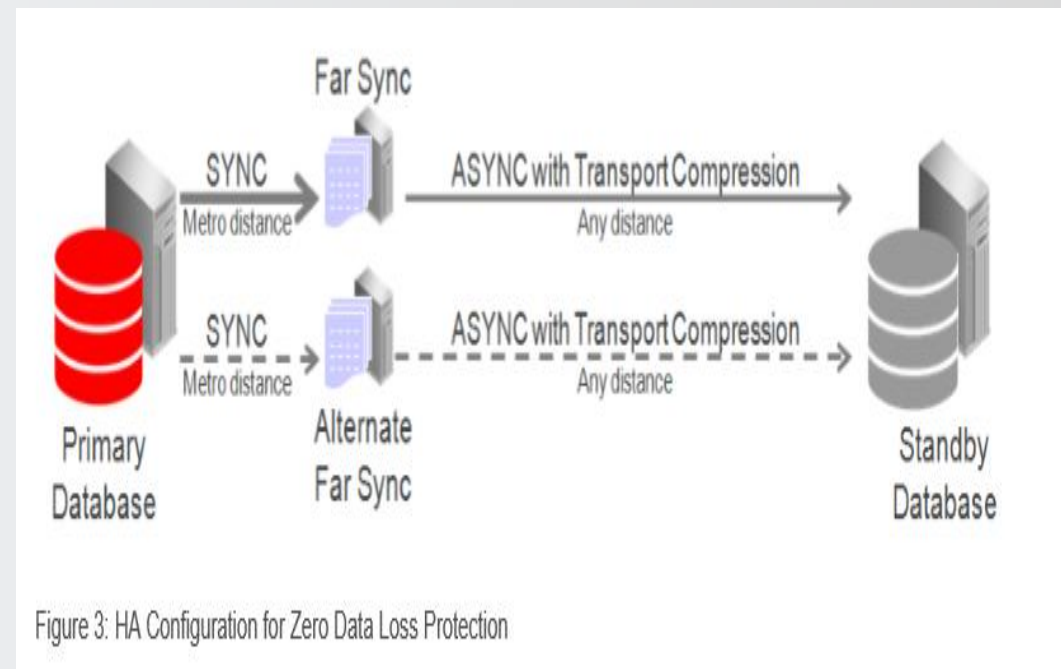 Far Sync
SYNC
Metro distance
ASYNC with Transport Compression
Any distance
SYNC
Metro distance
ASYNC with Transport Compression
Any distance
Primary
Database
Alternate
Far Sync
Standby
Database
Figure 3: HA Configuration for Zero Data Loss Protection